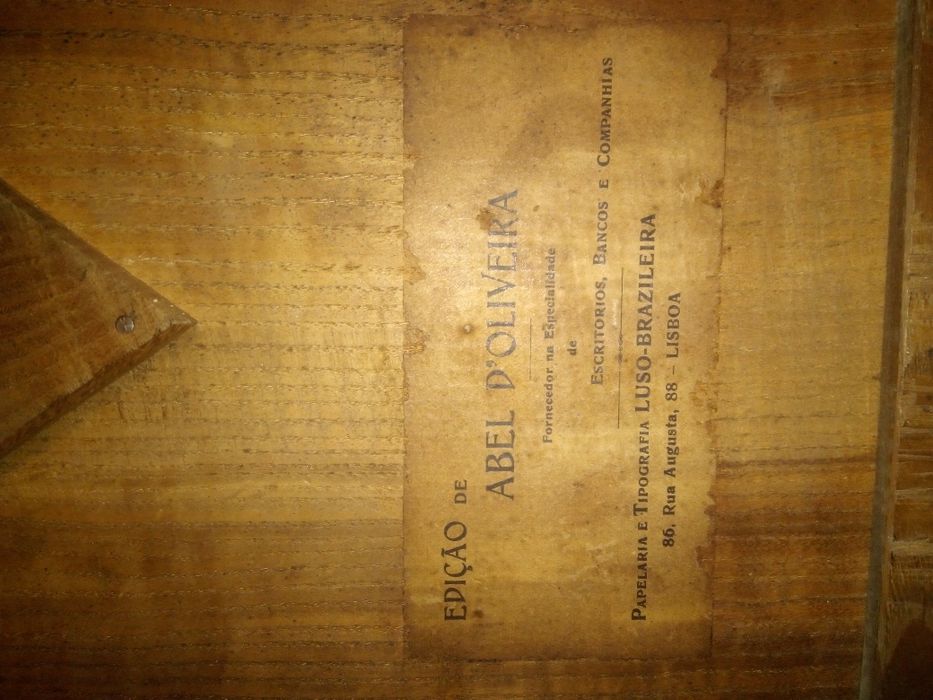 EDIÇÃO DE
ABEL D'OLIVEIRA
Fornecedor na Especialidade
de
ESCRITORIOS, BANCOS E COMPANHIAS
PAPELARIA E TIPOGRAFIA LUSO-BRAZILEIRA
86, Rua Augusta, 88 - LISBOA